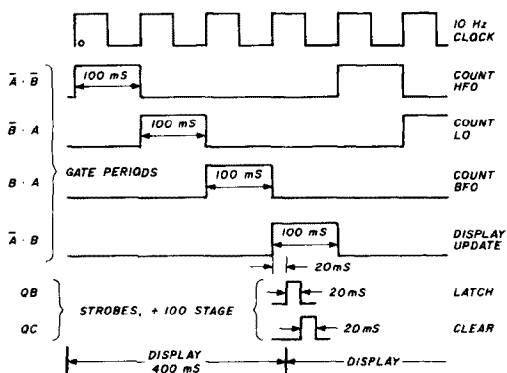 10 Hz
CLOCK
O
Ā · B̄
100 mS
COUNT
HFO
B̄ · A
100 mS
COUNT
LO
B · A
GATE PERIODS
100 mS
COUNT
BFO
Ā · B
100 mS
DISPLAY
UPDATE
20mS
QB
20mS
LATCH
STROBES, + 100 STAGE
QC
20mS
CLEAR
DISPLAY
400 mS
DISPLAY